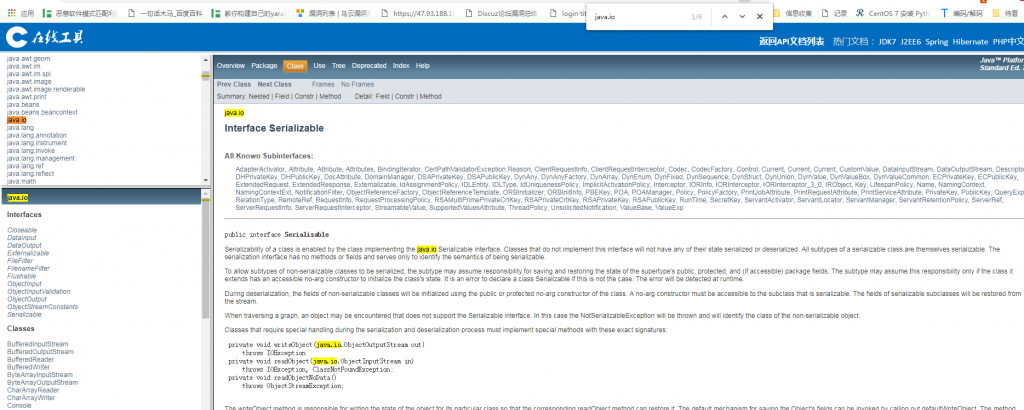 应用
恶意软件模式匹配利
一句话木马_百度百科
教你构建自己的yara
漏洞列表 | 乌云漏洞
https://47.93.188.1
Discuz论坛漏洞总结
login tit
信息收集
记录
CentOS 7 安装 Pyth
编码/解码
待看
java.io
1/6
在线工具
返回API文档列表 热门文档： JDK7 J2EE6 Spring Hibernate PHP中文
java.awt.geom
java.awt.im
java.awt.im.spi
java.awt.image
java.awt.image.renderable
java.awt.print
java.beans
java.beans.beancontext
java.io
java.lang
java.lang.annotation
java.lang.instrument
java.lang.invoke
java.lang.management
java.lang.ref
java.lang.reflect
java.math
java.io
Interfaces
Closeable
DataInput
DataOutput
Externalizable
FileFilter
FilenameFilter
Flushable
ObjectInput
ObjectInputValidation
ObjectOutput
ObjectStreamConstants
Serializable
Classes
BufferedInputStream
BufferedOutputStream
BufferedReader
BufferedWriter
ByteArrayInputStream
ByteArrayOutputStream
CharArrayReader
CharArrayWriter
Console
Overview Package Class Use Tree Deprecated Index Help
Java™ Platfo
Standard Ed. 7
Prev Class Next Class Frames No Frames
Summary: Nested | Field | Constr | Method Detail: Field | Constr | Method
java.io
Interface Serializable
All Known Subinterfaces:
AdapterActivator, Attribute, Attribute, Attributes, BindingIterator, CertPathValidatorException.Reason, ClientRequestInfo, ClientRequestInterceptor, Codec, CodecFactory, Control, Current, Current, Current, CustomValue, DataInputStream, DataOutputStream, Descripto
DHPrivateKey, DHPublicKey, DocAttribute, DomainManager, DSAPrivateKey, DSAPublicKey, DynAny, DynAnyFactory, DynArray, DynEnum, DynFixed, DynSequence, DynStruct, DynUnion, DynValue, DynValueBox, DynValueCommon, ECPrivateKey, ECPublicKey,
ExtendedRequest, ExtendedResponse, Externalizable, IdAssignmentPolicy, IDLEntity, IDLType, IdUniquenessPolicy, ImplicitActivationPolicy, Interceptor, IORInfo, IORInterceptor, IORInterceptor_3_0, IRObject, Key, LifespanPolicy, Name, NamingContext,
NamingContextExt, NotificationFilter, ObjectReferenceFactory, ObjectReferenceTemplate, ORBInitializer, ORBInitInfo, PBEKey, POA, POAManager, Policy, PolicyFactory, PrintJobAttribute, PrintRequestAttribute, PrintServiceAttribute, PrivateKey, PublicKey, QueryExp
RelationType, RemoteRef, RequestInfo, RequestProcessingPolicy, RSAMultiPrimePrivateCrtKey, RSAPrivateCrtKey, RSAPrivateKey, RSAPublicKey, RunTime, SecretKey, ServantActivator, ServantLocator, ServantManager, ServantRetentionPolicy, ServerRef,
ServerRequestInfo, ServerRequestInterceptor, StreamableValue, SupportedValuesAttribute, ThreadPolicy, UnsolicitedNotification, ValueBase, ValueExp
public interface Serializable
Serializability of a class is enabled by the class implementing the java.io.Serializable interface. Classes that do not implement this interface will not have any of their state serialized or deserialized. All subtypes of a serializable class are themselves serializable. The
serialization interface has no methods or fields and serves only to identify the semantics of being serializable.
To allow subtypes of non-serializable classes to be serialized, the subtype may assume responsibility for saving and restoring the state of the supertype's public, protected, and (if accessible) package fields. The subtype may assume this responsibility only if the class it
extends has an accessible no-arg constructor to initialize the class's state. It is an error to declare a class Serializable if this is not the case. The error will be detected at runtime.
During deserialization, the fields of non-serializable classes will be initialized using the public or protected no-arg constructor of the class. A no-arg constructor must be accessible to the subclass that is serializable. The fields of serializable subclasses will be restored from
the stream.
When traversing a graph, an object may be encountered that does not support the Serializable interface. In this case the NotSerializableException will be thrown and will identify the class of the non-serializable object.
Classes that require special handling during the serialization and deserialization process must implement special methods with these exact signatures:
private void writeObject(java.io.ObjectOutputStream out)
throws IOException
private void readObject(java.io.ObjectInputStream in)
throws IOException, ClassNotFoundException;
private void readObjectNoData()
throws ObjectStreamException;
The writeObject method is responsible for writing the state of the object for its particular class so that the corresponding readObject method can restore it. The default mechanism for saving the Object's fields can be invoked by calling out.defaultWriteObject. The method